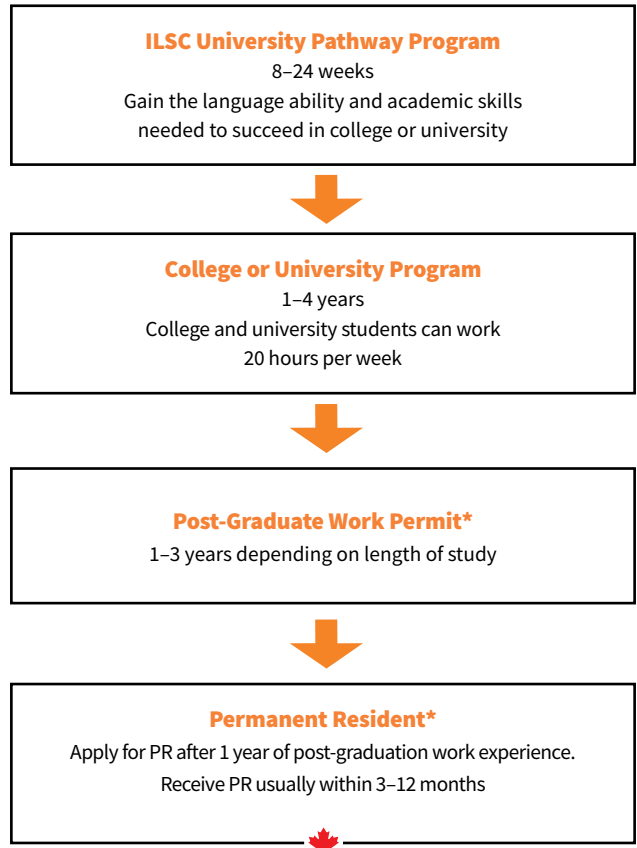 ILSC University Pathway Program
8–24 weeks
Gain the language ability and academic skills
needed to succeed in college or university
College or University Program
1–4 years
College and university students can work
20 hours per week
Post-Graduate Work Permit*
1–3 years depending on length of study
Permanent Resident*
Apply for PR after 1 year of post-graduation work experience.
Receive PR usually within 3–12 months